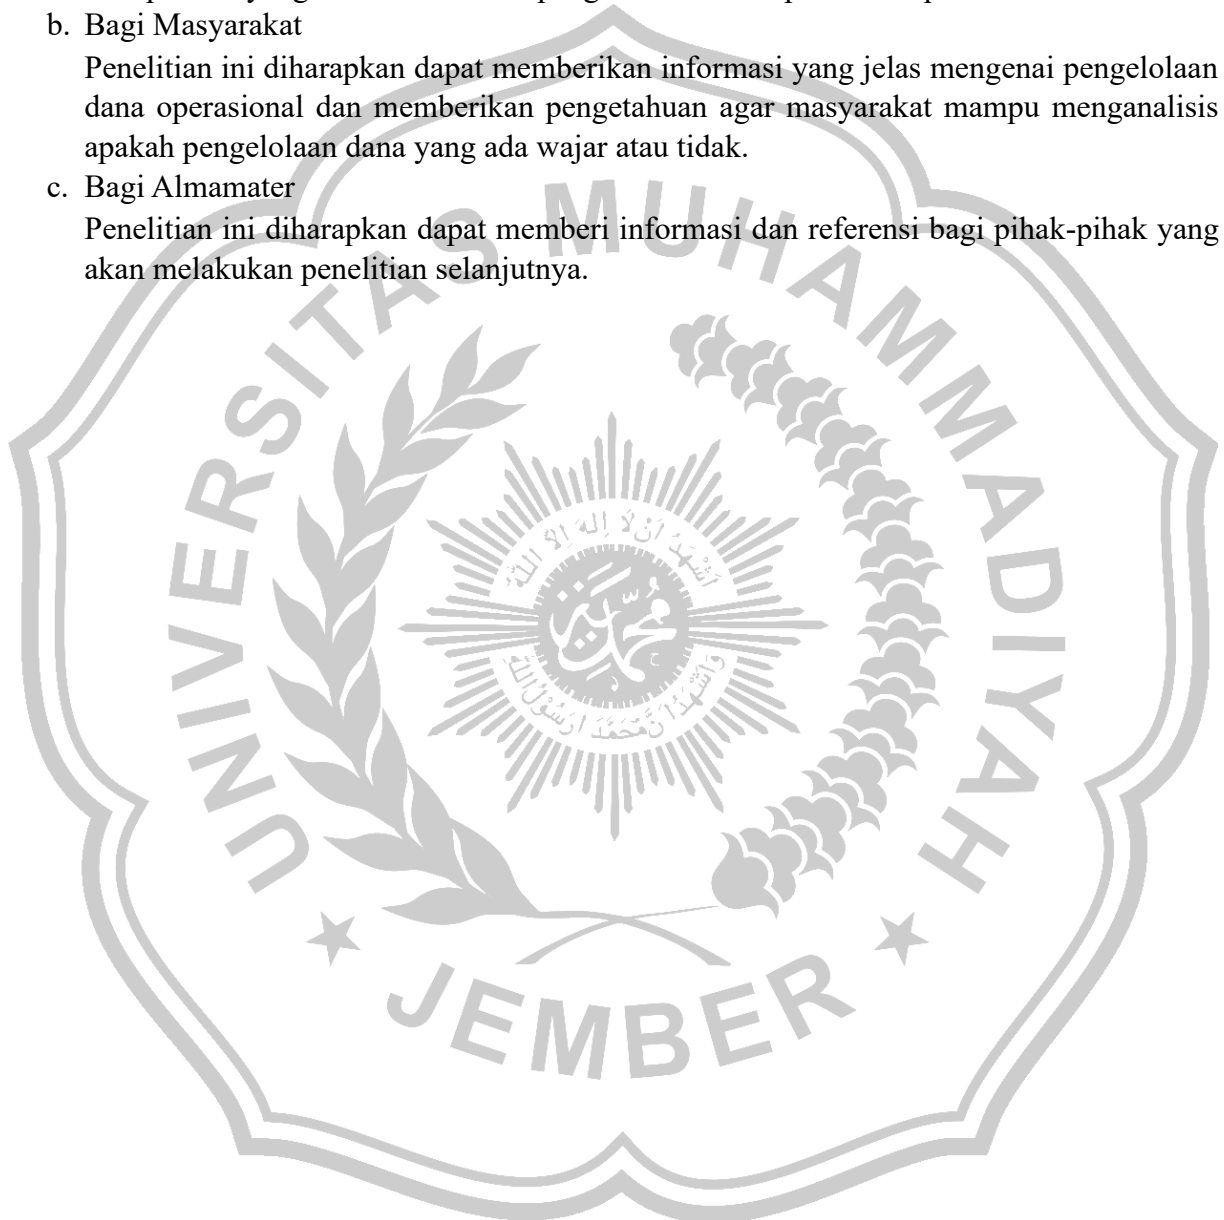 b. Bagi Masyarakat
Penelitian ini diharapkan dapat memberikan informasi yang jelas mengenai pengelolaan
dana operasional dan memberikan pengetahuan agar masyarakat mampu menganalisis
apakah pengelolaan dana yang ada wajar atau tidak.
c. Bagi Almamater
Penelitian ini diharapkan dapat memberi informasi dan referensi bagi pihak-pihak yang
akan melakukan penelitian selanjutnya.
UNIVERSITAS MUHAMMADIYAH
JEMBER